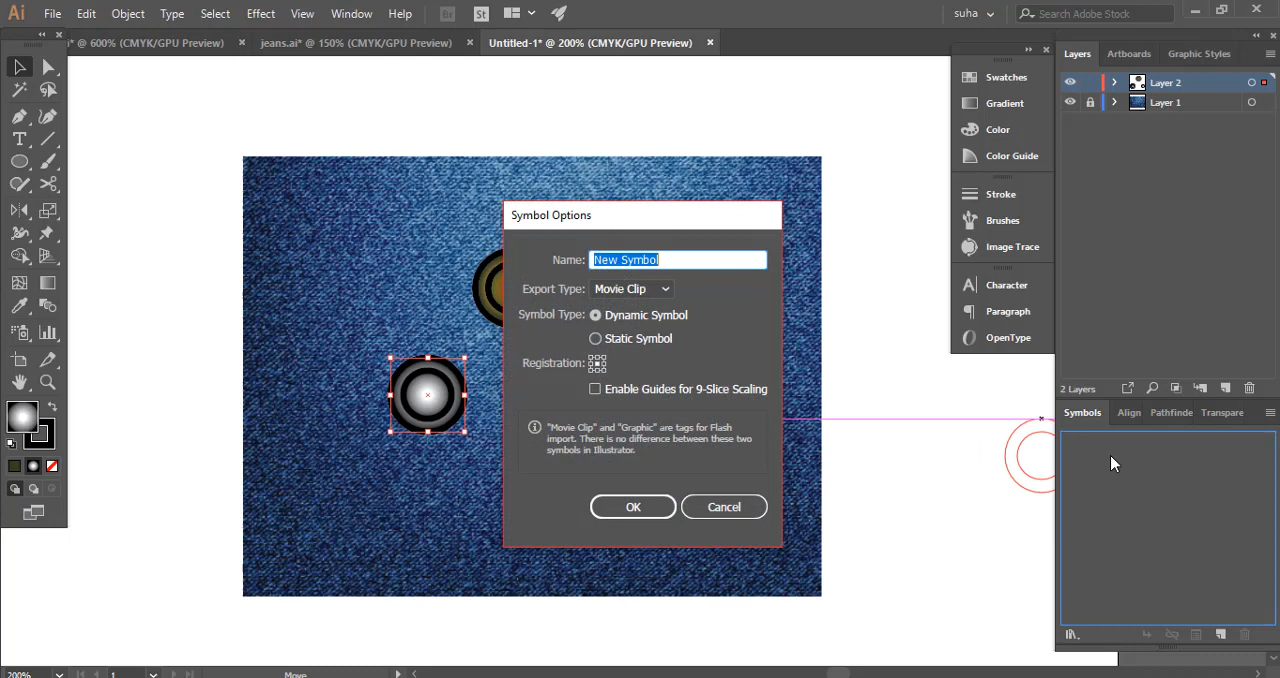 Ai File Edit Object Type Select Effect View Window Help Br St suha Search Adobe Stock
i* @ 600% (CMYK/GPU Preview) × jeans.ai* @ 150% (CMYK/GPU Preview) × Untitled-1* @ 200% (CMYK/GPU Preview) ×
Layers Artboards Graphic Styles
Layer 2
Layer 1
Swatches
Gradient
Color
Color Guide
Stroke
Brushes
Image Trace
Character
Paragraph
OpenType
Symbol Options
Name: New Symbol
Export Type: Movie Clip
Symbol Type: Dynamic Symbol
Static Symbol
Registration:
Enable Guides for 9-Slice Scaling
"Movie Clip" and "Graphic" are tags for Flash
import. There is no difference between these two
symbols in Illustrator.
OK Cancel
2 Layers
Symbols Align Pathfinde Transpare
200% 1 Move